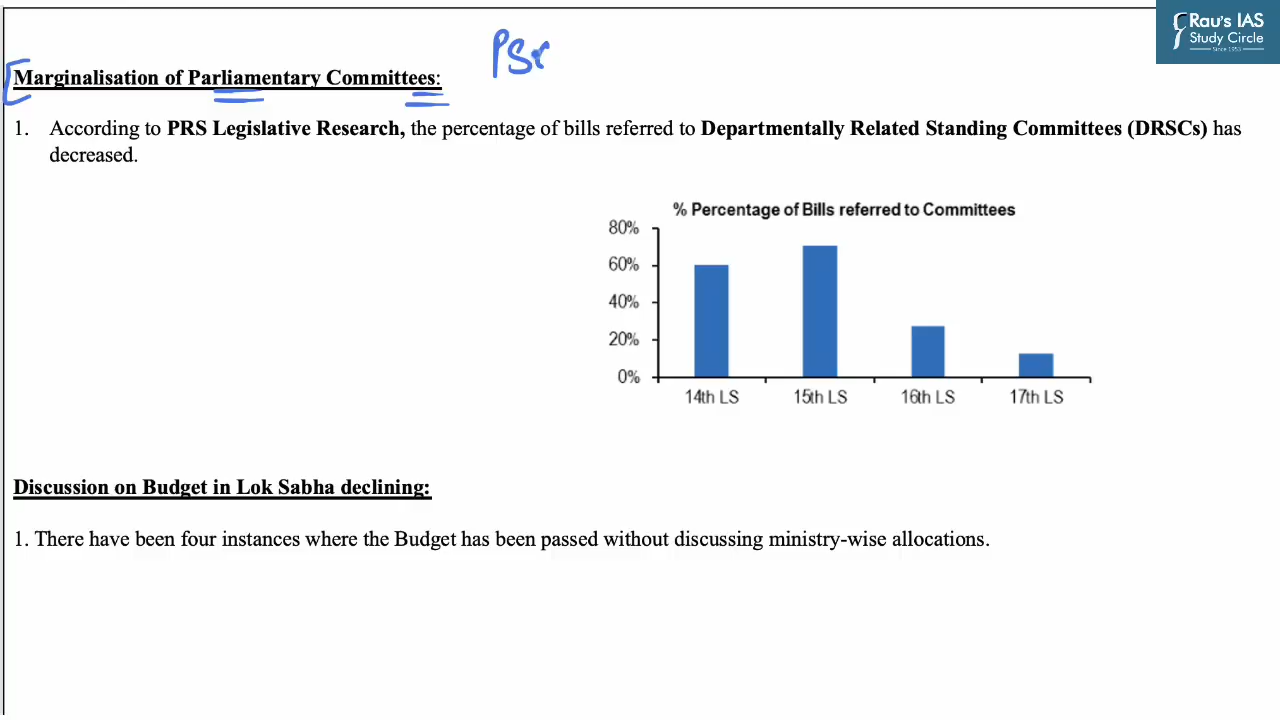 Rau's IAS
Study Circle
Since 1953
Marginalisation of Parliamentary Committees:
1. According to PRS Legislative Research, the percentage of bills referred to Departmentally Related Standing Committees (DRSCs) has
decreased.
% Percentage of Bills referred to Committees
80%
60%
40%
20%
0%
14th LS 15th LS 16th LS 17th LS
Discussion on Budget in Lok Sabha declining:
1. There have been four instances where the Budget has been passed without discussing ministry-wise allocations.